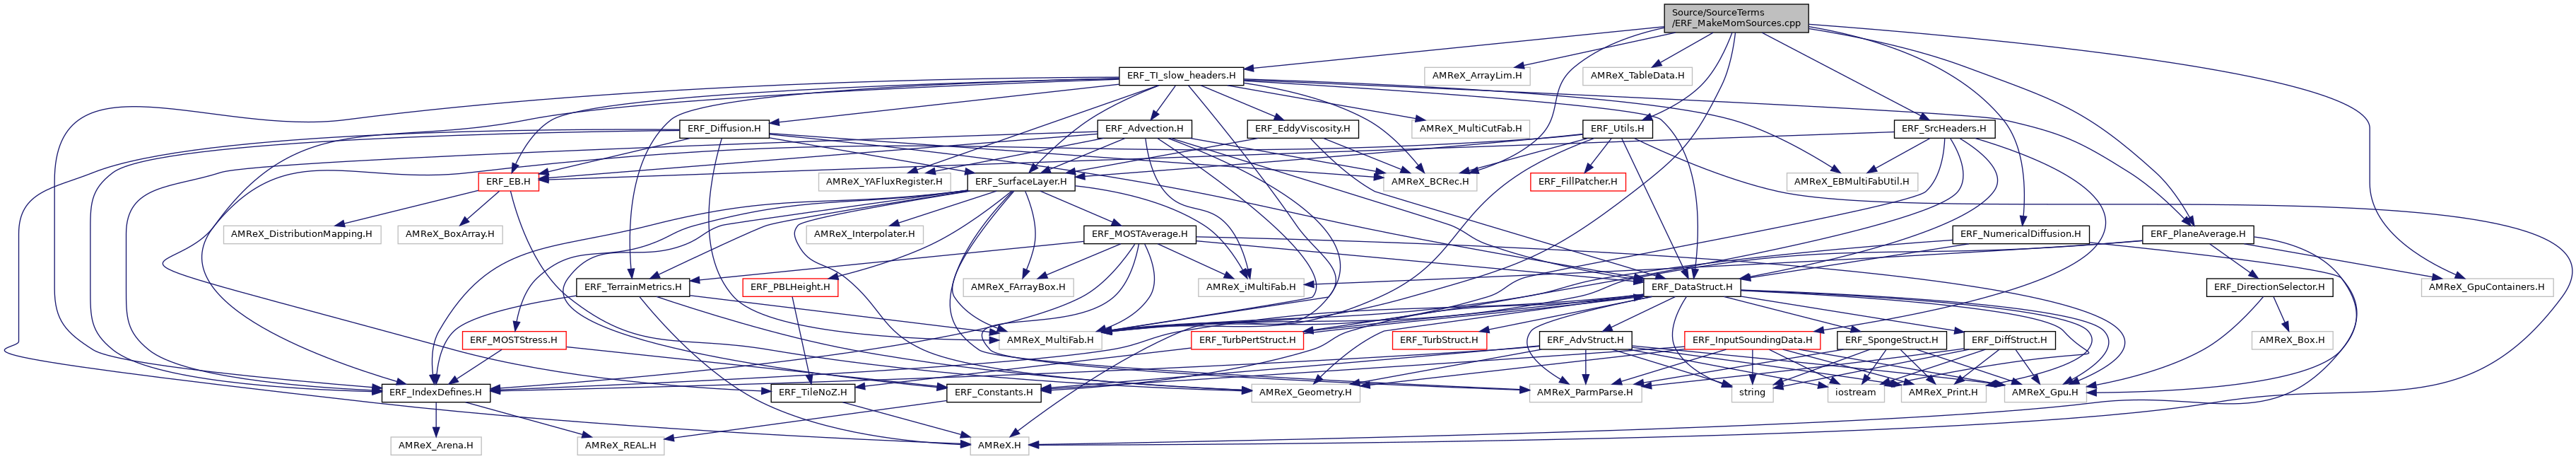 Source/SourceTerms
/ERF_MakeMomSources.cpp
ERF_TI_slow_headers.H
AMReX_ArrayLim.H
AMReX_TableData.H
ERF_Diffusion.H
ERF_Advection.H
ERF_EddyViscosity.H
AMReX_MultiCutFab.H
ERF_Utils.H
ERF_SrcHeaders.H
ERF_EB.H
AMReX_YAFluxRegister.H
ERF_SurfaceLayer.H
AMReX_BCRec.H
ERF_FillPatcher.H
AMReX_EBMultiFabUtil.H
AMReX_DistributionMapping.H
AMReX_BoxArray.H
AMReX_Interpolater.H
ERF_MOSTAverage.H
ERF_NumericalDiffusion.H
ERF_PlaneAverage.H
ERF_TerrainMetrics.H
ERF_PBLHeight.H
AMReX_FArrayBox.H
AMReX_iMultiFab.H
ERF_DataStruct.H
ERF_DirectionSelector.H
AMReX_GpuContainers.H
ERF_MOSTStress.H
AMReX_MultiFab.H
ERF_TurbPertStruct.H
ERF_TurbStruct.H
ERF_AdvStruct.H
ERF_InputSoundingData.H
ERF_SpongeStruct.H
ERF_DiffStruct.H
AMReX_Box.H
ERF_IndexDefines.H
ERF_TileNoZ.H
ERF_Constants.H
AMReX_Geometry.H
AMReX_ParmParse.H
string
iostream
AMReX_Print.H
AMReX_Gpu.H
AMReX_Arena.H
AMReX_REAL.H
AMReX.H